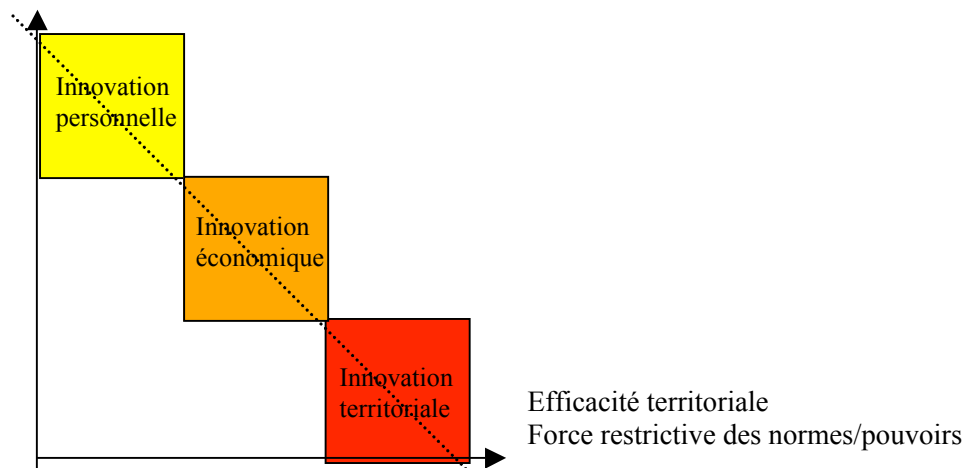 Innovation
personnelle
Innovation
économique
Innovation
territoriale
Efficacité territoriale
Force restrictive des normes/pouvoirs